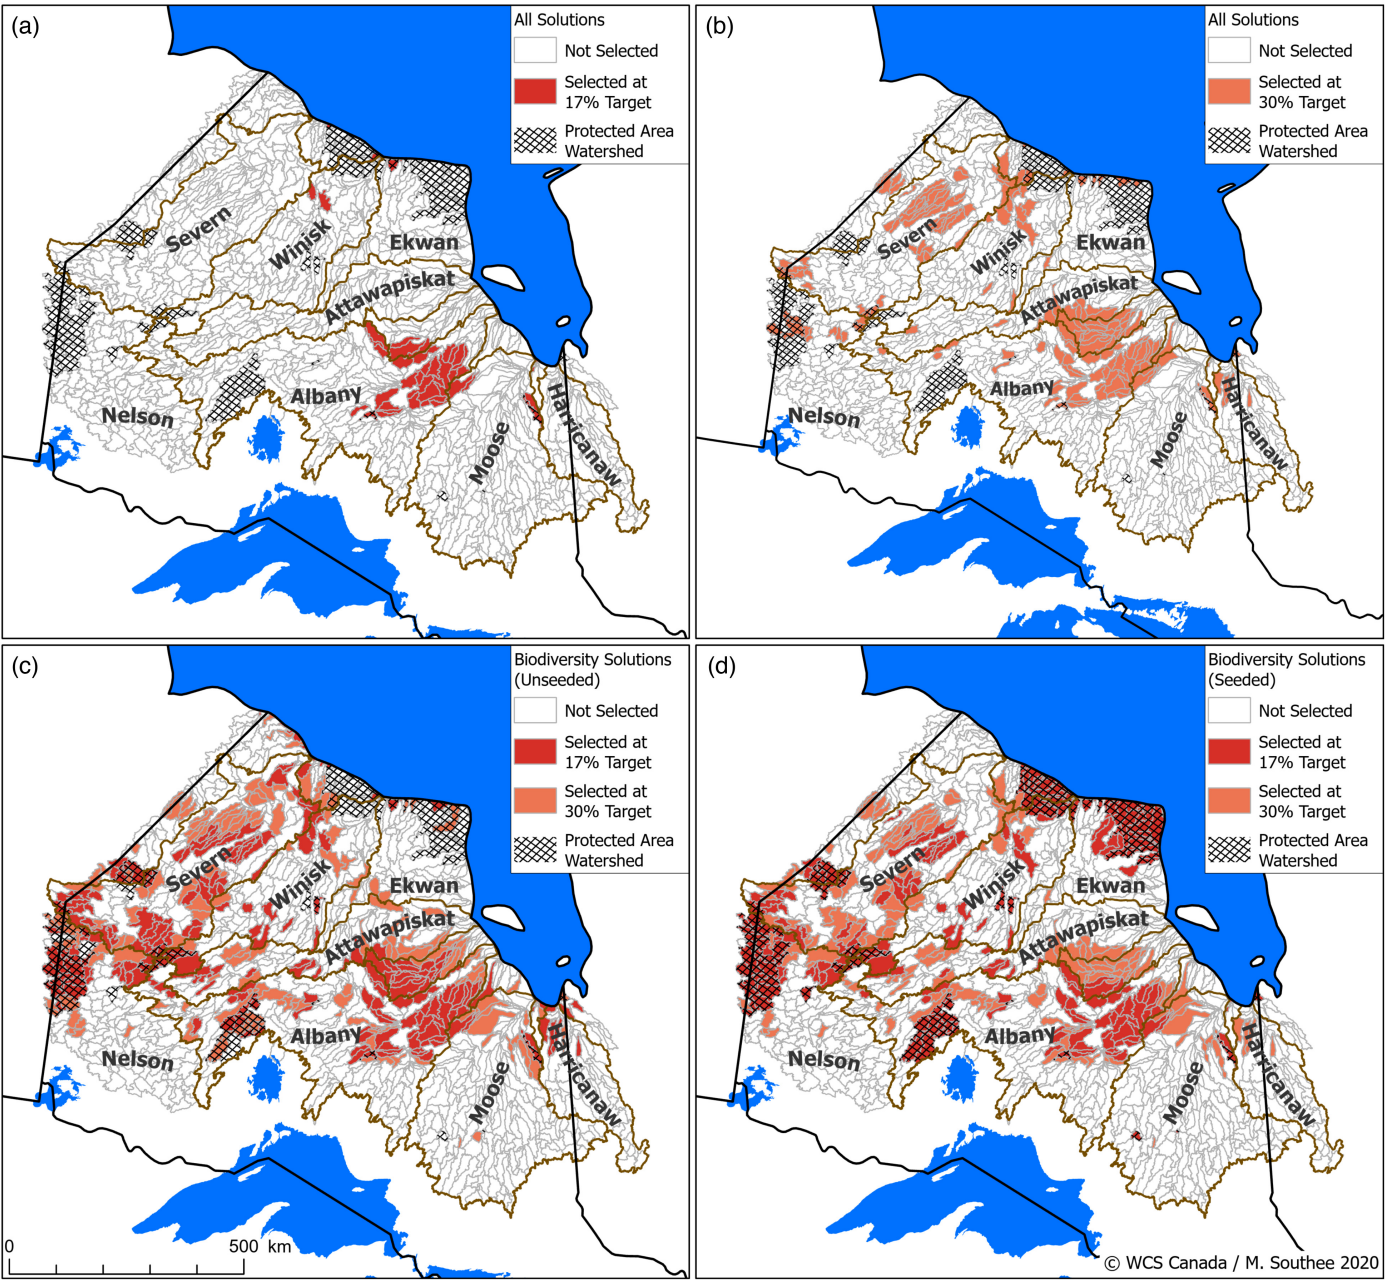 (a)
All Solutions
Not Selected
Selected at
17% Target
Protected Area
Watershed
Severn
Winisk
Ekwan
Attawapiskat
Albany
Nelson
Moose
Harricanaw
(b)
All Solutions
Not Selected
Selected at
30% Target
Protected Area
Watershed
Severn
Winisk
Ekwan
Attawapiskat
Albany
Nelson
Moose
Harricanaw
(c)
Biodiversity Solutions
(Unseeded)
Not Selected
Selected at
17% Target
Selected at
30% Target
Protected Area
Watershed
Severn
Winisk
Ekwan
Attawapiskat
Albany
Nelson
Moose
Harricanaw
0 500 km
(d)
Biodiversity Solutions
(Seeded)
Not Selected
Selected at
17% Target
Selected at
30% Target
Protected Area
Watershed
Severn
Winisk
Ekwan
Attawapiskat
Albany
Nelson
Moose
Harricanaw
© WCS Canada / M. Southee 2020